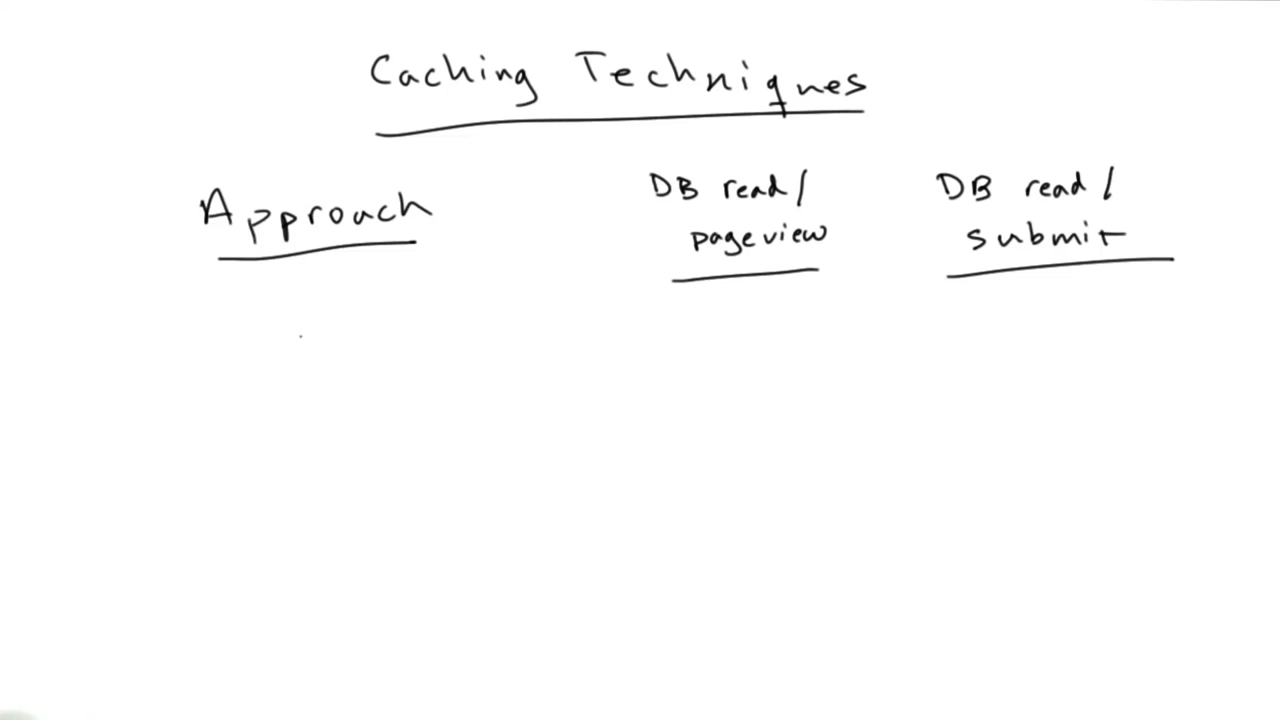 Caching Techniques
Approach
DB read/
pageview
DB read/
submit